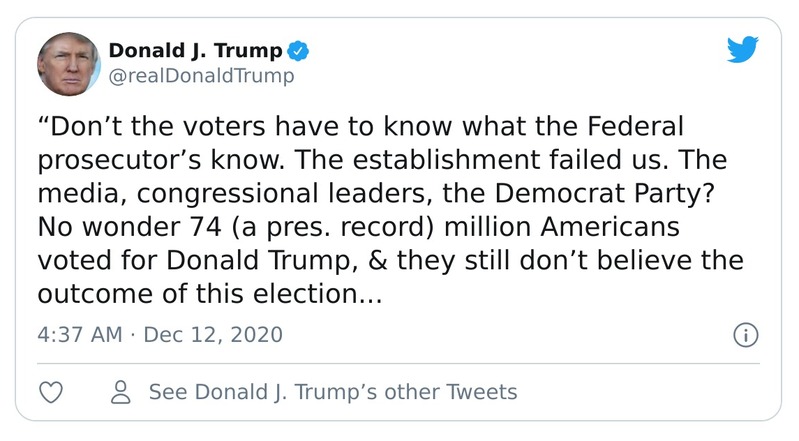 Donald J. Trump
@realDonaldTrump
“Don’t the voters have to know what the Federal
prosecutor’s know. The establishment failed us. The
media, congressional leaders, the Democrat Party?
No wonder 74 (a pres. record) million Americans
voted for Donald Trump, & they still don’t believe the
outcome of this election...
4:37 AM · Dec 12, 2020
See Donald J. Trump’s other Tweets